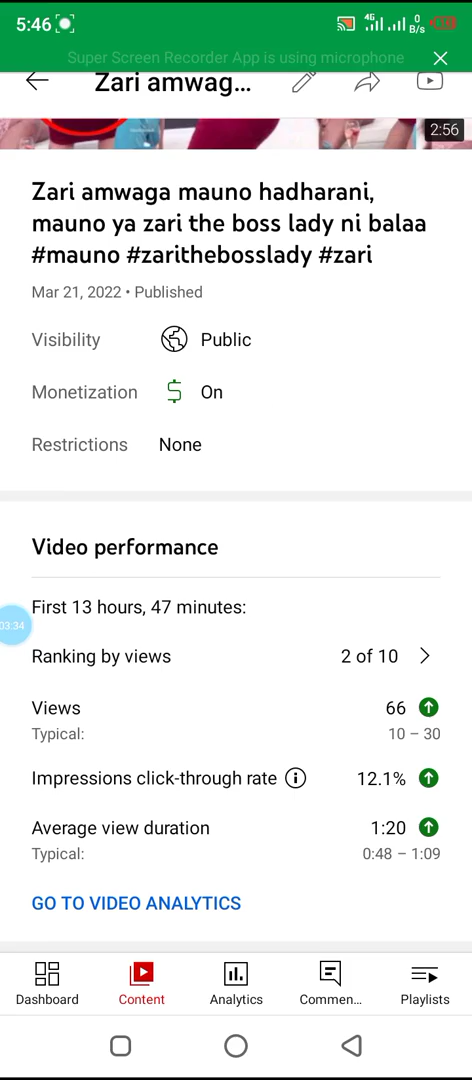 5:46
4G
0
B/s
Super Screen Recorder App is using microphone
Zari amwag...
2:56
Zari amwaga mauno hadharani,
mauno ya zari the boss lady ni balaa
#mauno #zarithebosslady #zari
Mar 21, 2022 • Published
Visibility Public
Monetization On
Restrictions None
Video performance
First 13 hours, 47 minutes:
03:34
Ranking by views 2 of 10
Views 66
Typical: 10 – 30
Impressions click-through rate 12.1%
Average view duration 1:20
Typical: 0:48 – 1:09
GO TO VIDEO ANALYTICS
Dashboard Content Analytics Commen... Playlists